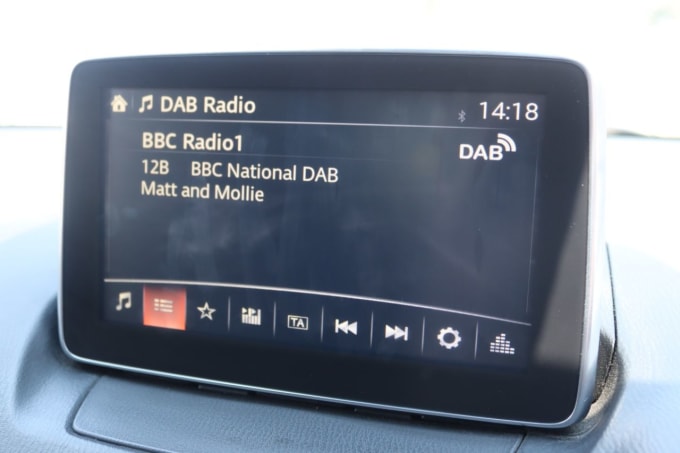 DAB Radio 14:18
BBC Radio1 DAB
12B BBC National DAB
Matt and Mollie
TA